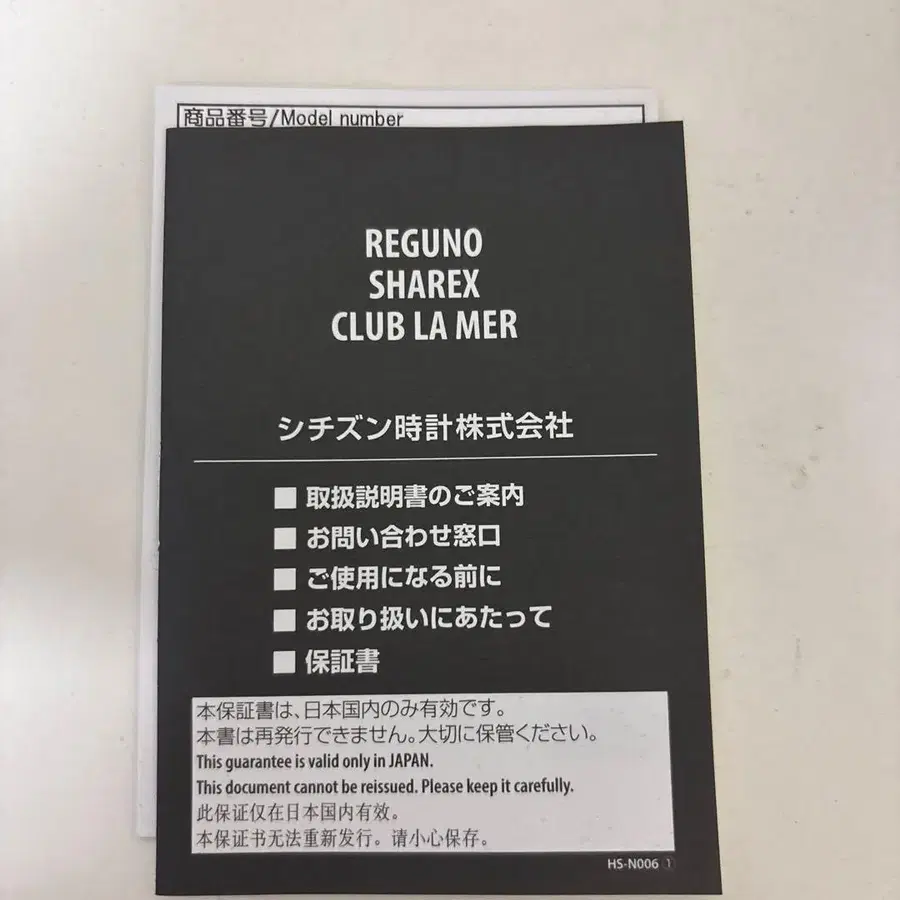 商品番号/Model number
REGUNO
SHAREX
CLUB LA MER
シチズン時計株式会社
■ 取扱説明書のご案内
■ お問い合わせ窓口
■ ご使用になる前に
■ お取り扱いにあたって
■ 保証書
本保証書は、日本国内のみ有効です。
本書は再発行できません。大切に保管ください。
This guarantee is valid only in JAPAN.
This document cannot be reissued. Please keep it carefully.
此保证仅在日本国内有效。
本保证书无法重新发行。请小心保存。
HS-N006 ①